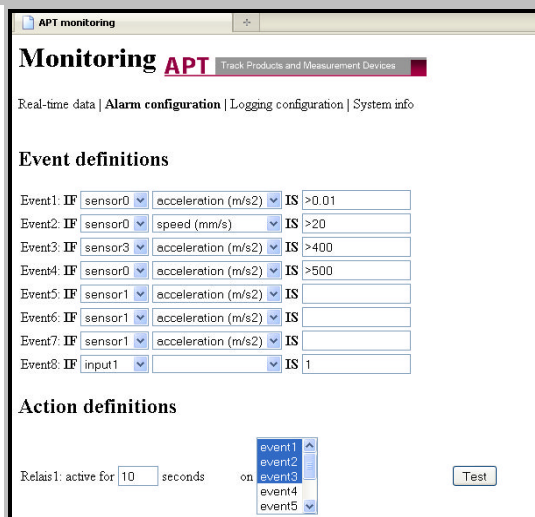 APT monitoring
Monitoring APT Track Products and Measurement Devices
Real-time data | Alarm configuration | Logging configuration | System info
Event definitions
Event1: IF sensor0 acceleration (m/s2) IS >0.01
Event2: IF sensor0 speed (mm/s) IS >20
Event3: IF sensor3 acceleration (m/s2) IS >400
Event4: IF sensor0 acceleration (m/s2) IS >500
Event5: IF sensor1 acceleration (m/s2) IS
Event6: IF sensor1 acceleration (m/s2) IS
Event7: IF sensor1 acceleration (m/s2) IS
Event8: IF input1 IS 1
Action definitions
Relais1: active for 10 seconds on
event1
event2
event3
event4
event5
Test